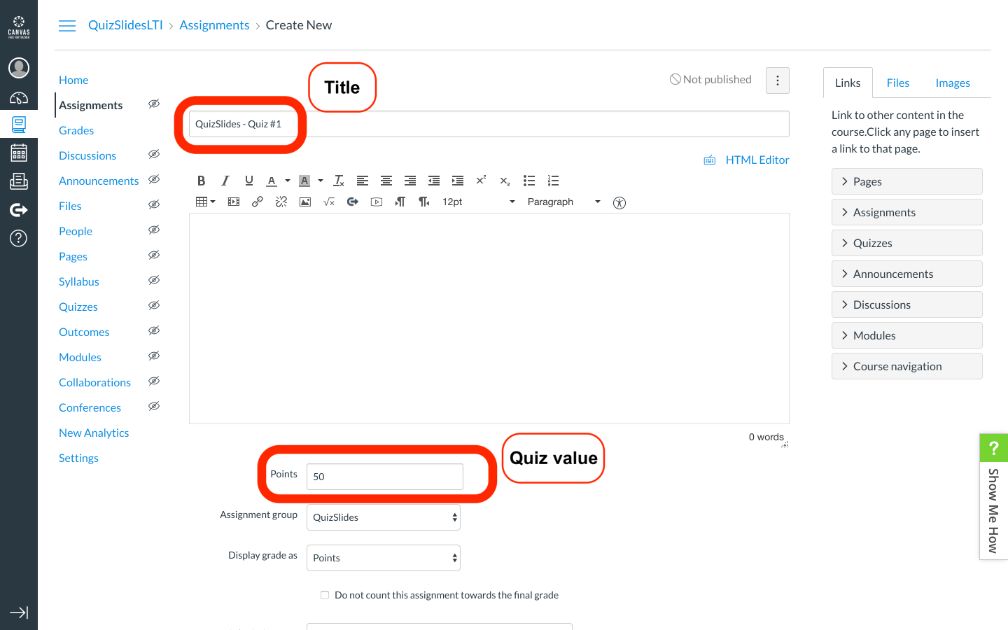 CANVAS
QuizSlidesLTI > Assignments > Create New
Home
Assignments
Grades
Discussions
Announcements
Files
People
Pages
Syllabus
Quizzes
Outcomes
Modules
Collaborations
Conferences
New Analytics
Settings
Title
Not published
QuizSlides - Quiz #1
HTML Editor
B I U A A
12pt Paragraph
0 words
Points 50
Quiz value
Assignment group QuizSlides
Display grade as Points
Do not count this assignment towards the final grade
Links Files Images
Link to other content in the
course.Click any page to insert
a link to that page.
Pages
Assignments
Quizzes
Announcements
Discussions
Modules
Course navigation
? Show Me How